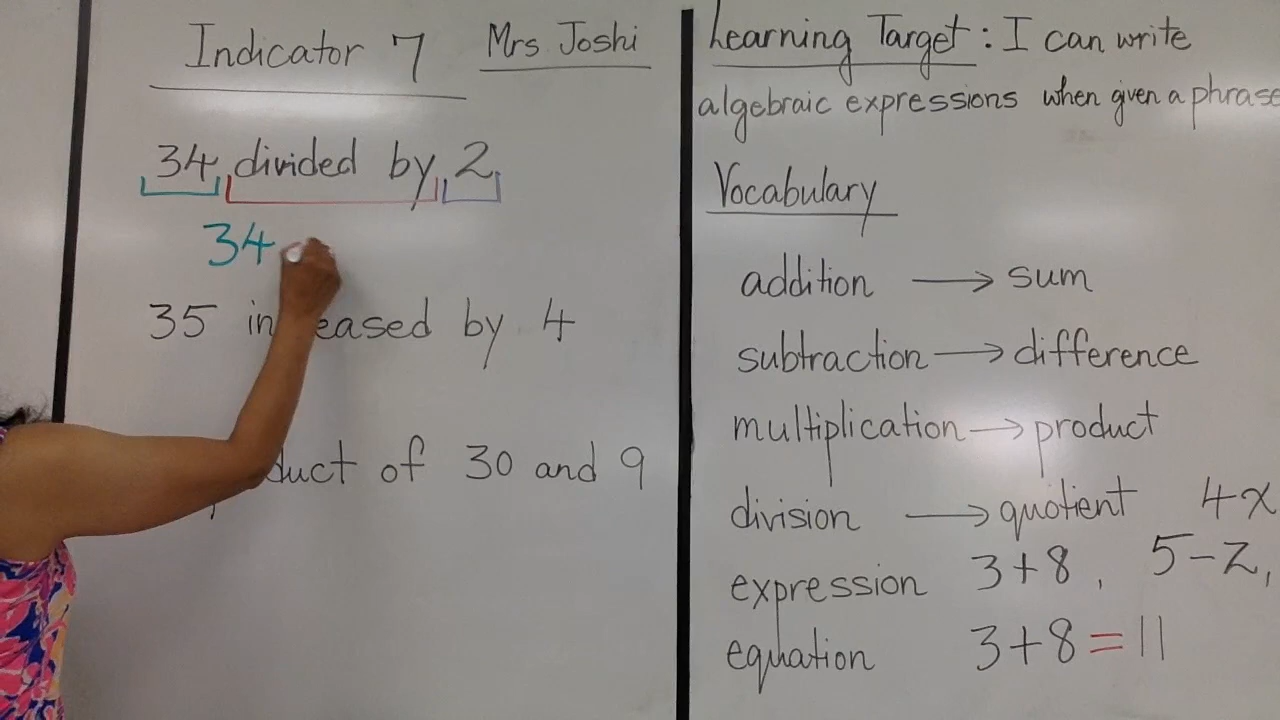 Indicator 7 Mrs Joshi
34 divided by 2
34
35 increased by 4
of 30 and 9
Learning Target: I can write
algebraic expressions when given a phrase
Vocabulary
addition → sum
subtraction → difference
multiplication → product
division → quotient 4x
expression 3+8, 5-z,
equation 3+8=11